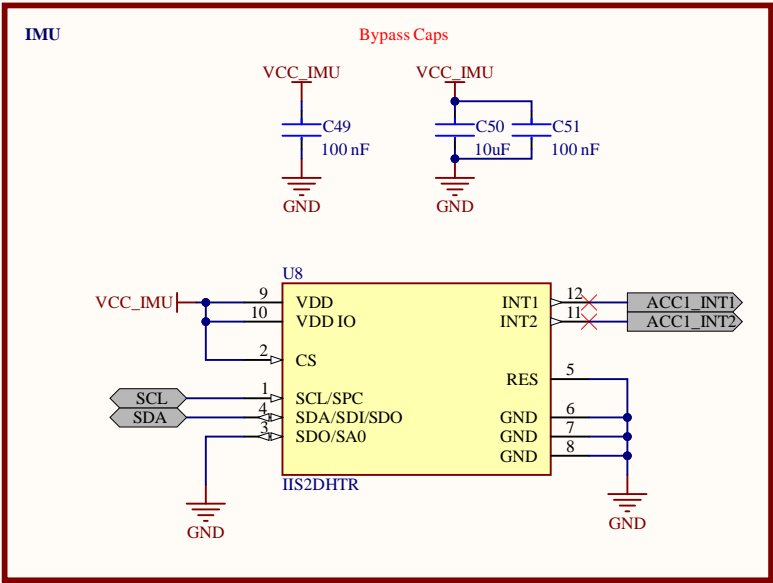 IMU
Bypass Caps
VCC_IMU
VCC_IMU
C49
100 nF
C50
10uF
C51
100 nF
GND
GND
U8
VCC_IMU
9
VDD
10
VDD IO
2
CS
SCL
1
SCL/SPC
SDA
4
SDA/SDI/SDO
3
SDO/SA0
INT1
12
ACC1_INT1
INT2
11
ACC1_INT2
RES
5
GND
6
GND
7
GND
8
IIS2DHTR
GND
GND